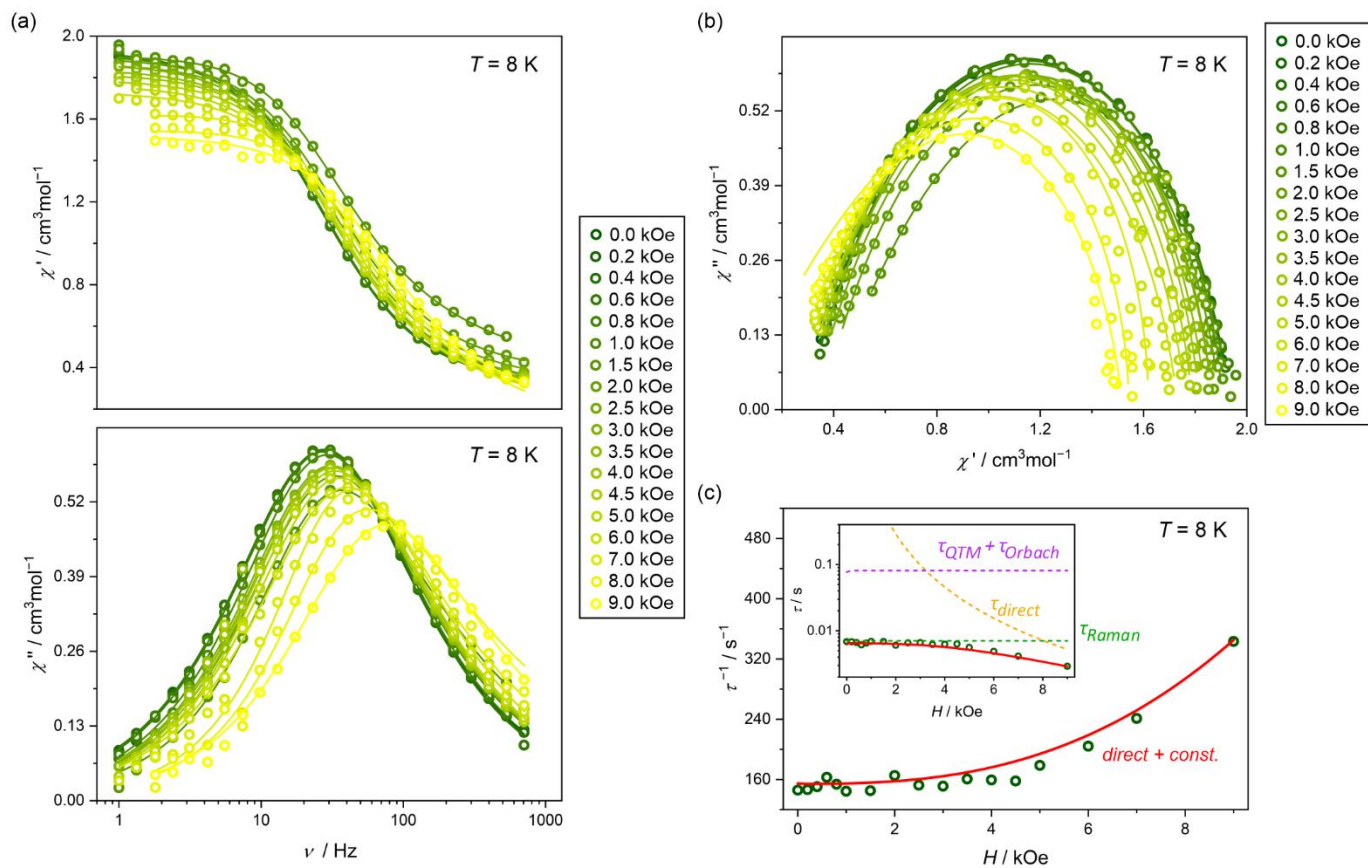 (a)
2.0
1.6
1.2
0.8
0.4
χ' / cm³mol⁻¹
T = 8 K
0.52
0.39
0.26
0.13
0.00
χ'' / cm³mol⁻¹
T = 8 K
1
10
100
1000
ν / Hz
0.0 kOe
0.2 kOe
0.4 kOe
0.6 kOe
0.8 kOe
1.0 kOe
1.5 kOe
2.0 kOe
2.5 kOe
3.0 kOe
3.5 kOe
4.0 kOe
4.5 kOe
5.0 kOe
6.0 kOe
7.0 kOe
8.0 kOe
9.0 kOe
(b)
T = 8 K
0.52
0.39
0.26
0.13
0.00
χ'' / cm³mol⁻¹
0.4
0.8
1.2
1.6
2.0
χ' / cm³mol⁻¹
0.0 kOe
0.2 kOe
0.4 kOe
0.6 kOe
0.8 kOe
1.0 kOe
1.5 kOe
2.0 kOe
2.5 kOe
3.0 kOe
3.5 kOe
4.0 kOe
4.5 kOe
5.0 kOe
6.0 kOe
7.0 kOe
8.0 kOe
9.0 kOe
(c)
T = 8 K
480
400
320
240
160
τ⁻¹ / s⁻¹
0.1
0.01
τ / s
τQTM + τOrbach
τdirect
τRaman
0
2
4
6
8
H / kOe
direct + const.
0
2
4
6
8
H / kOe